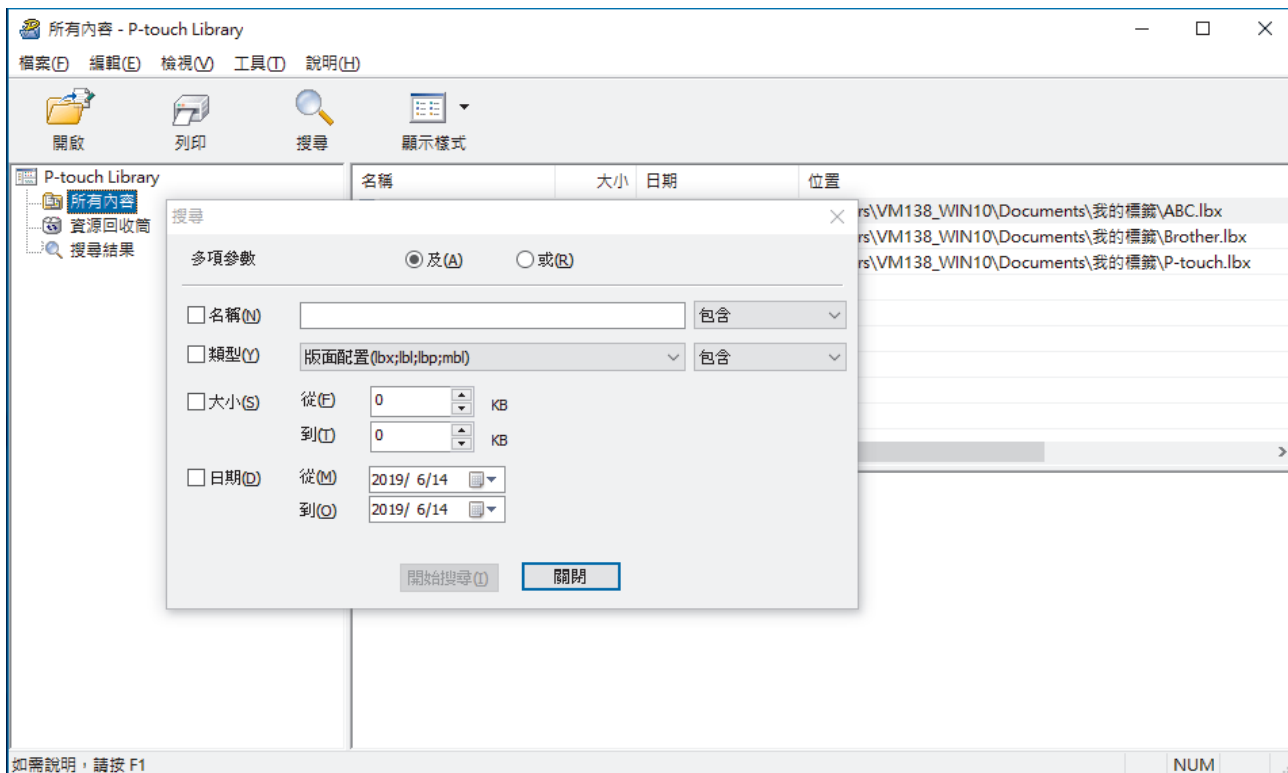 所有內容 - P-touch Library
檔案(F) 編輯(E) 檢視(V) 工具(T) 說明(H)
開啟 列印 搜尋 顯示樣式
P-touch Library
所有內容
資源回收筒
搜尋結果
名稱 大小 日期 位置
rs\VM138_WIN10\Documents\我的標籤\ABC.lbx
rs\VM138_WIN10\Documents\我的標籤\Brother.lbx
rs\VM138_WIN10\Documents\我的標籤\P-touch.lbx
搜尋
多項參數 及(A) 或(R)
名稱(N) 包含
類型(Y) 版面配置(lbx;lbl;lbp;mbl) 包含
大小(S) 從(F) 0 KB
到(T) 0 KB
日期(D) 從(M) 2019/ 6/14
到(O) 2019/ 6/14
開始搜尋(I) 關閉
如需說明，請按 F1 NUM